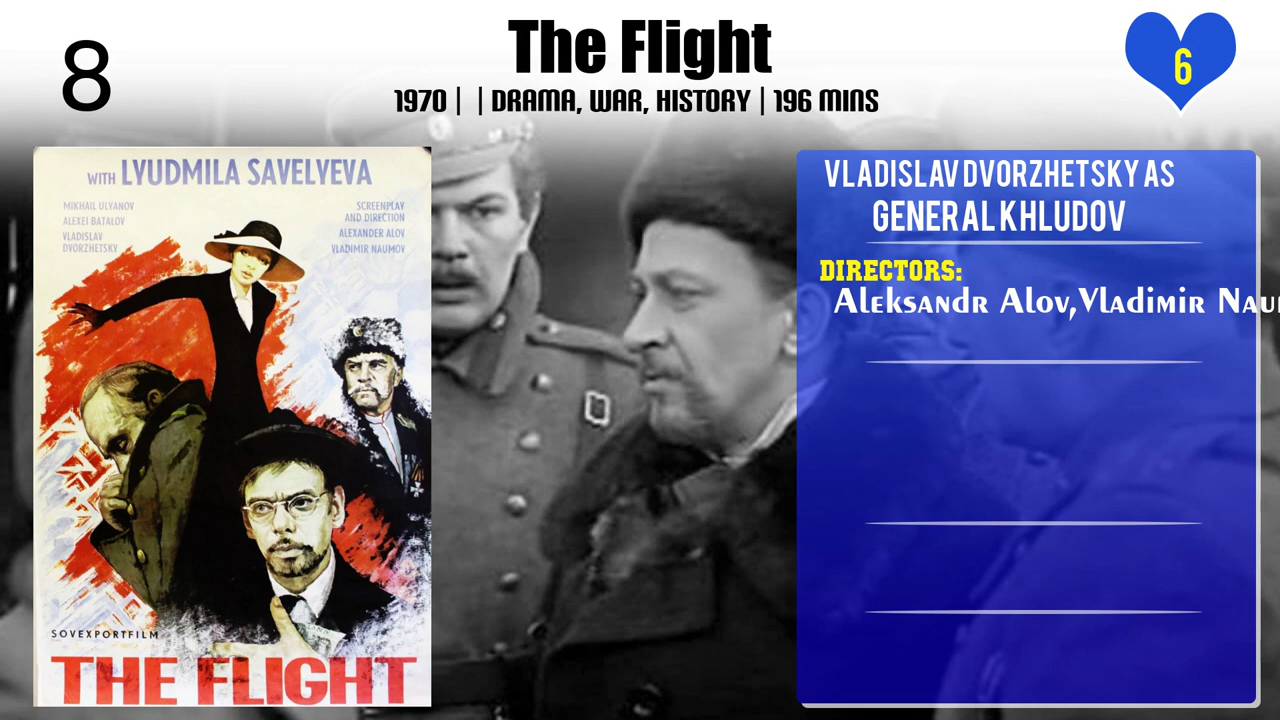 8
The Flight
6
1970 | | DRAMA, WAR, HISTORY | 196 MINS
WITH LYUDMILA SAVELYEVA
MIKHAIL ULYANOV
ALEXEI BATALOV
VLADISLAV
DVORZHETSKY
SCREENPLAY
AND DIRECTION
ALEXANDER ALOV
VLADIMIR NAUMOV
SOVEXPORTFILM
THE FLIGHT
VLADISLAV DVORZHETSKY AS
GENERAL KHLUDOV
DIRECTORS:
Aleksandr Alov,Vladimir